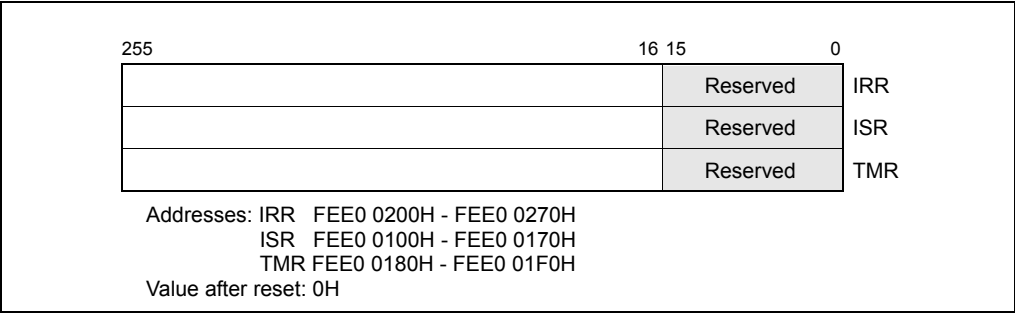 255 16 15 0
Reserved IRR
Reserved ISR
Reserved TMR
Addresses: IRR FEE0 0200H - FEE0 0270H
ISR FEE0 0100H - FEE0 0170H
TMR FEE0 0180H - FEE0 01F0H
Value after reset: 0H